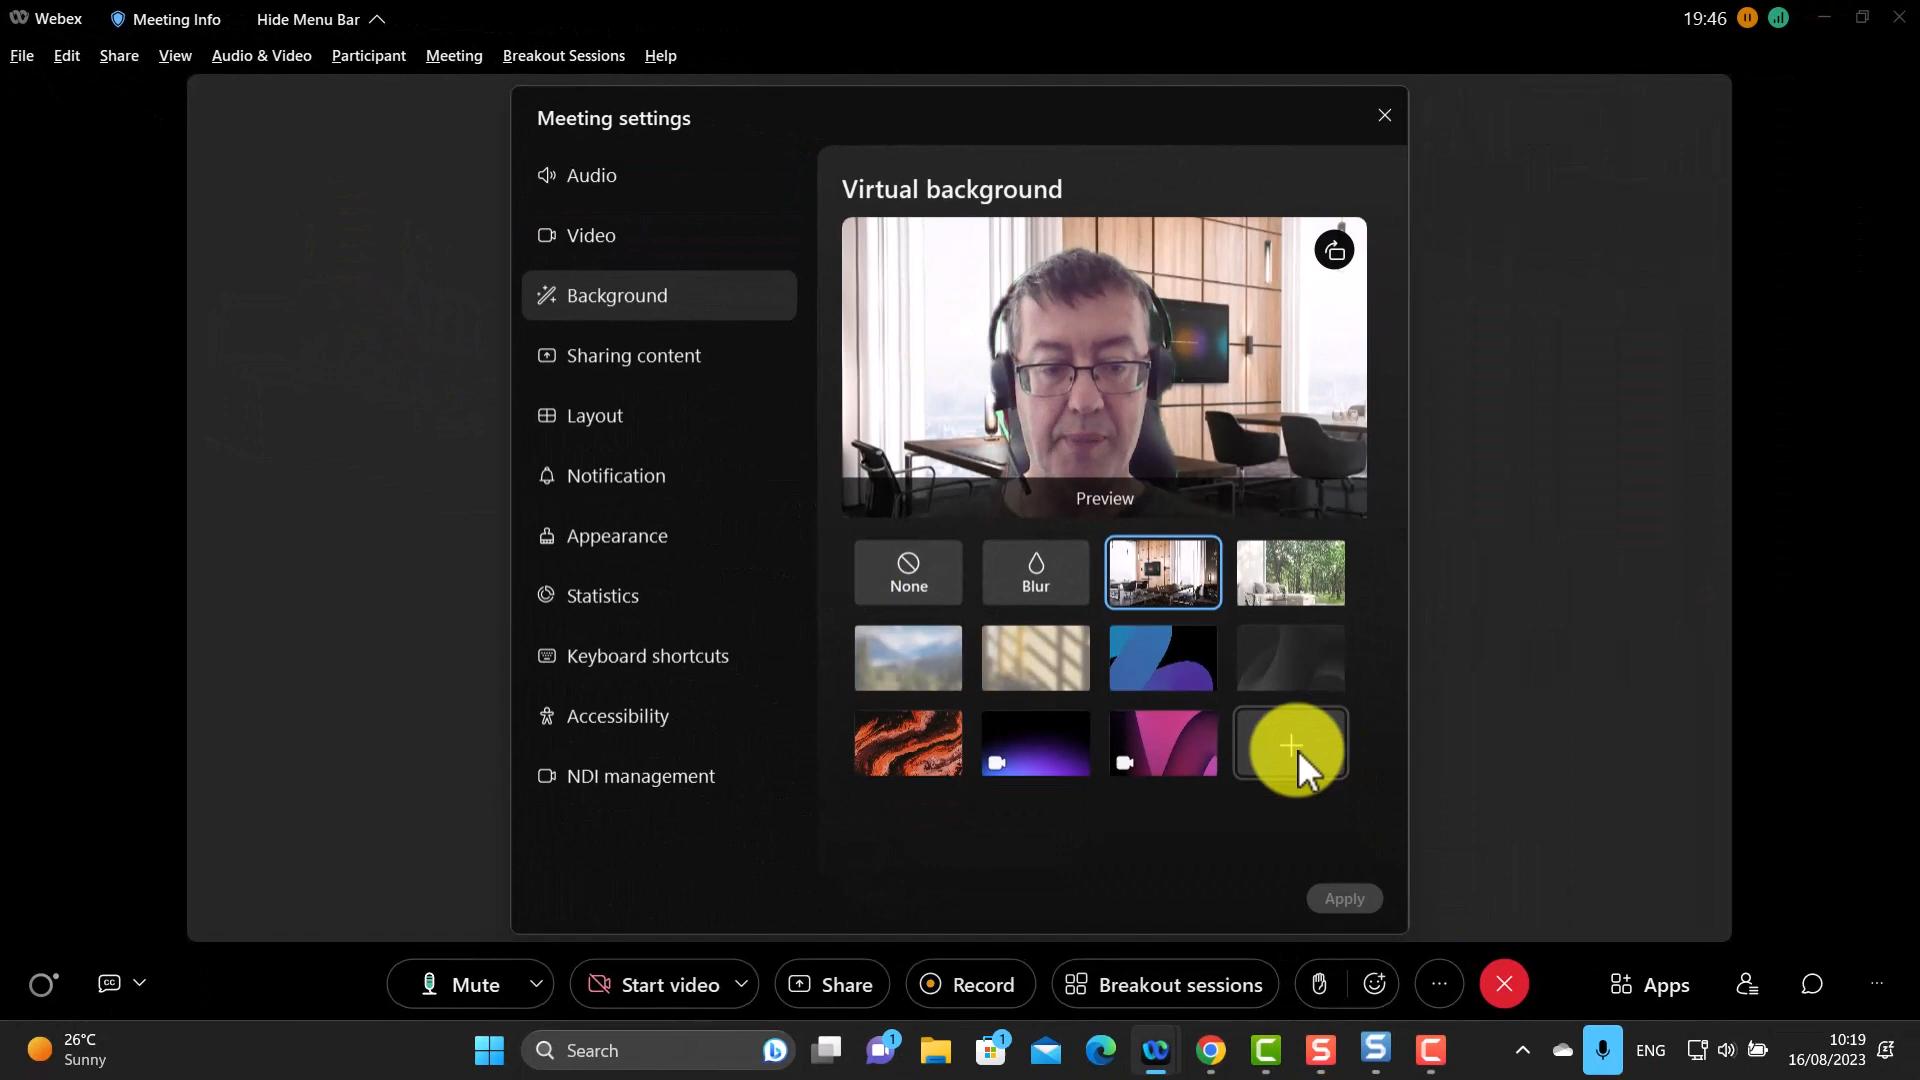 Webex
Meeting Info
Hide Menu Bar
19:46
File
Edit
Share
View
Audio & Video
Participant
Meeting
Breakout Sessions
Help
Meeting settings
Audio
Video
Background
Sharing content
Layout
Notification
Appearance
Statistics
Keyboard shortcuts
Accessibility
NDI management
Virtual background
Preview
None
Blur
Apply
CC
Mute
Start video
Share
Record
Breakout sessions
Apps
26°C
Sunny
Search
1
1
ENG
10:19
16/08/2023